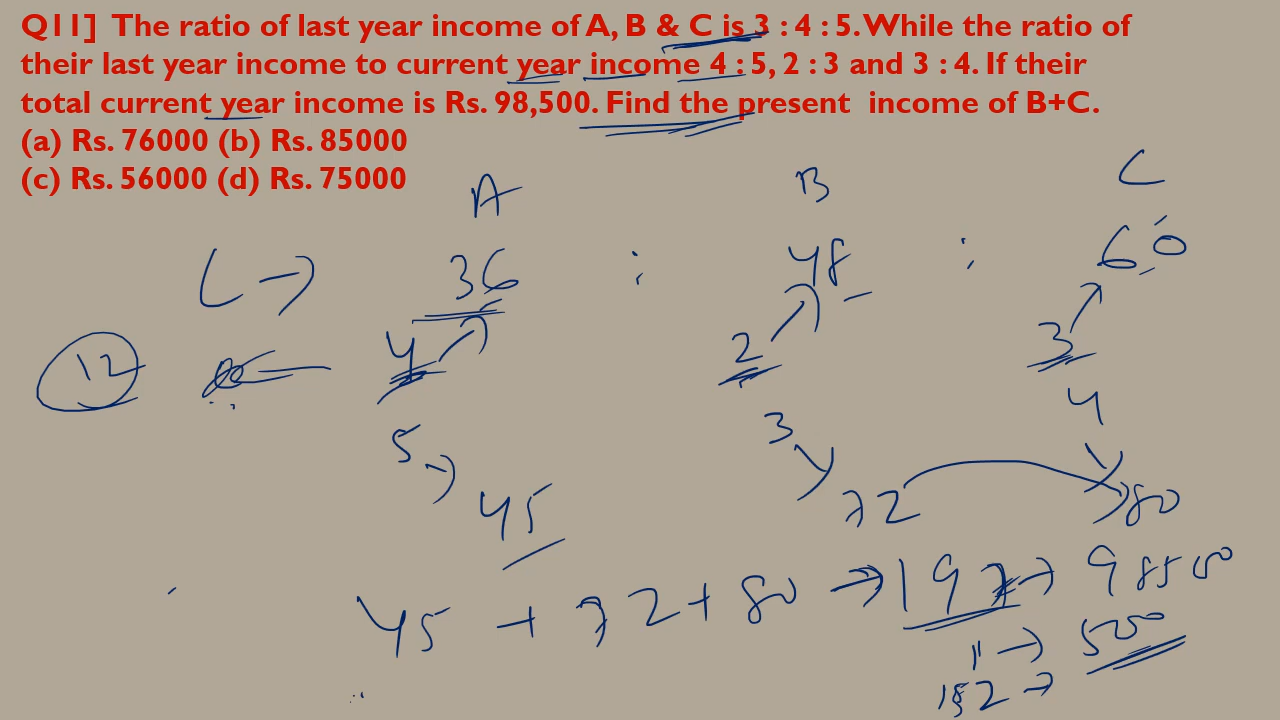 Q11] The ratio of last year income of A, B & C is 3 : 4 : 5. While the ratio of
their last year income to current year income 4 : 5, 2 : 3 and 3 : 4. If their
total current year income is Rs. 98,500. Find the present income of B+C.
(a) Rs. 76000 (b) Rs. 85000
(c) Rs. 56000 (d) Rs. 75000
A B C
L → 36 : 48 : 60
12 4 2 3
5 3 4
45 72 80
45 + 72 + 80 → 197 → 98500
1 → 500
152 →